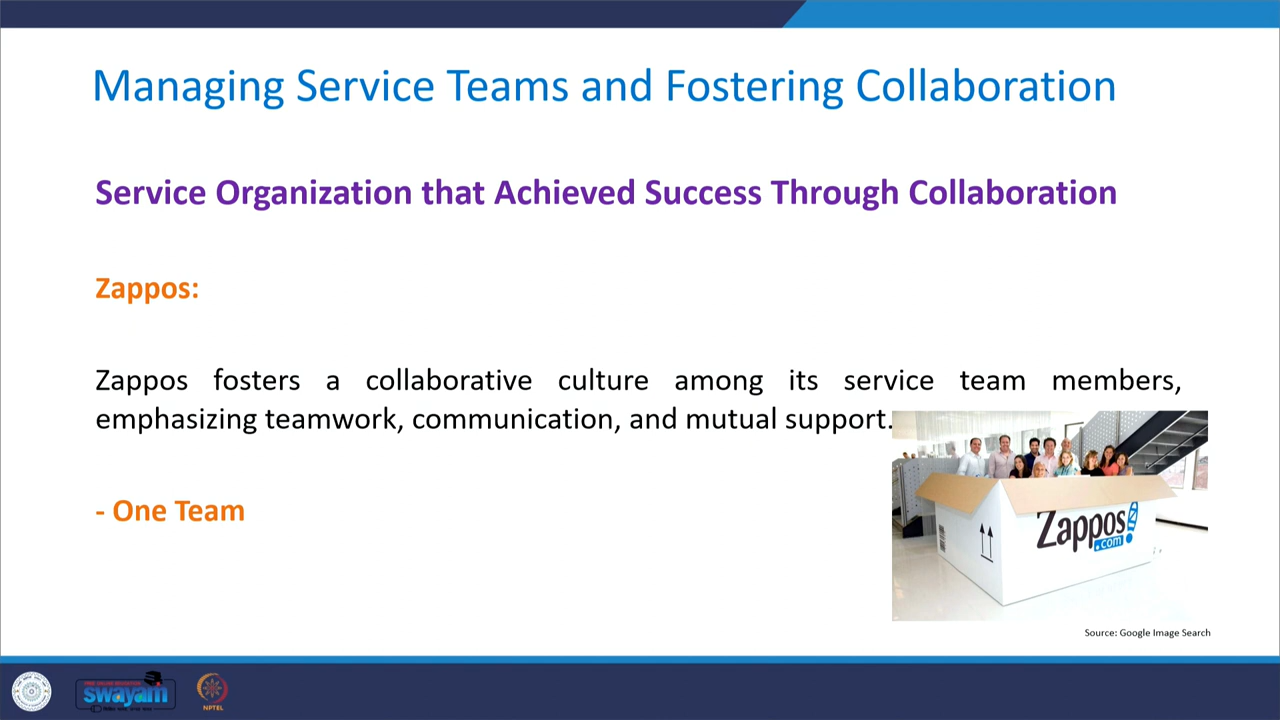 Managing Service Teams and Fostering Collaboration
Service Organization that Achieved Success Through Collaboration
Zappos:
Zappos fosters a collaborative culture among its service team members,
emphasizing teamwork, communication, and mutual support.
- One Team
Zappos
.com
Source: Google Image Search
swayam
NPTEL